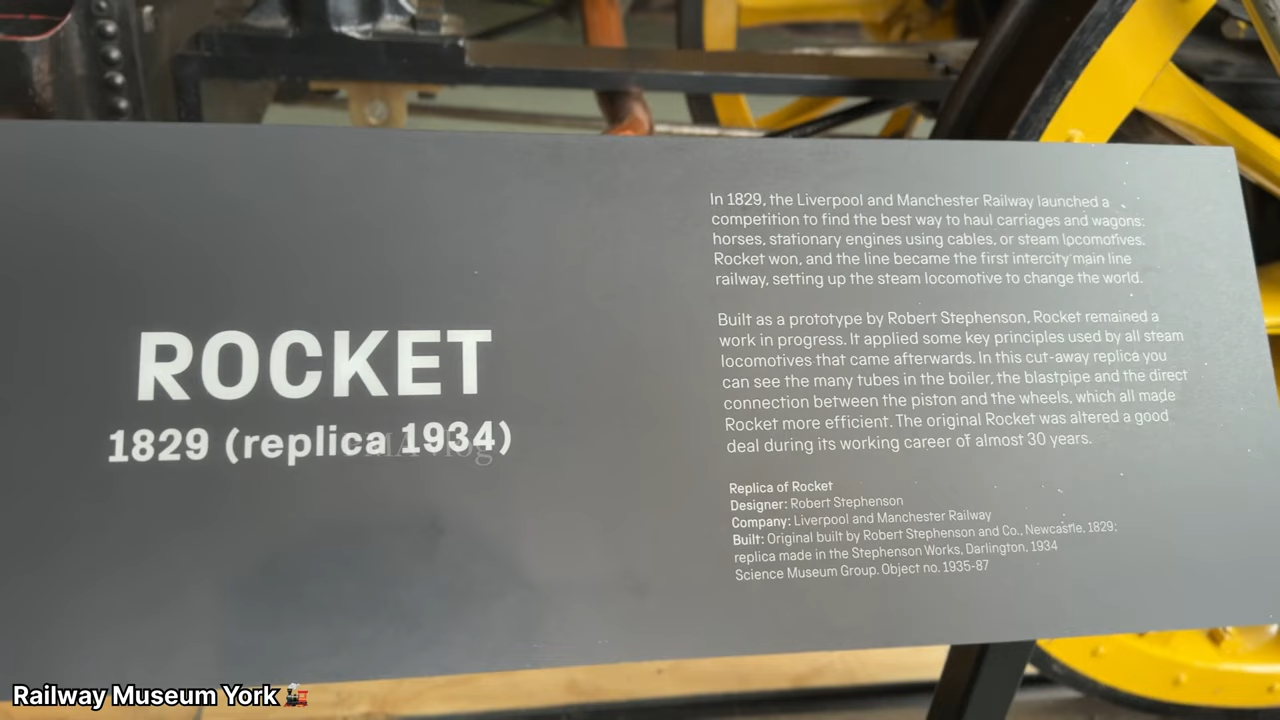 ROCKET
1829 (replica 1934)
In 1829, the Liverpool and Manchester Railway launched a
competition to find the best way to haul carriages and wagons:
horses, stationary engines using cables, or steam locomotives.
Rocket won, and the line became the first intercity main line
railway, setting up the steam locomotive to change the world.
Built as a prototype by Robert Stephenson, Rocket remained a
work in progress. It applied some key principles used by all steam
locomotives that came afterwards. In this cut-away replica you
can see the many tubes in the boiler, the blastpipe and the direct
connection between the piston and the wheels, which all made
Rocket more efficient. The original Rocket was altered a good
deal during its working career of almost 30 years.
Replica of Rocket
Designer: Robert Stephenson
Company: Liverpool and Manchester Railway
Built: Original built by Robert Stephenson and Co., Newcastle, 1829;
replica made in the Stephenson Works, Darlington, 1934
Science Museum Group. Object no. 1935-87
Railway Museum York